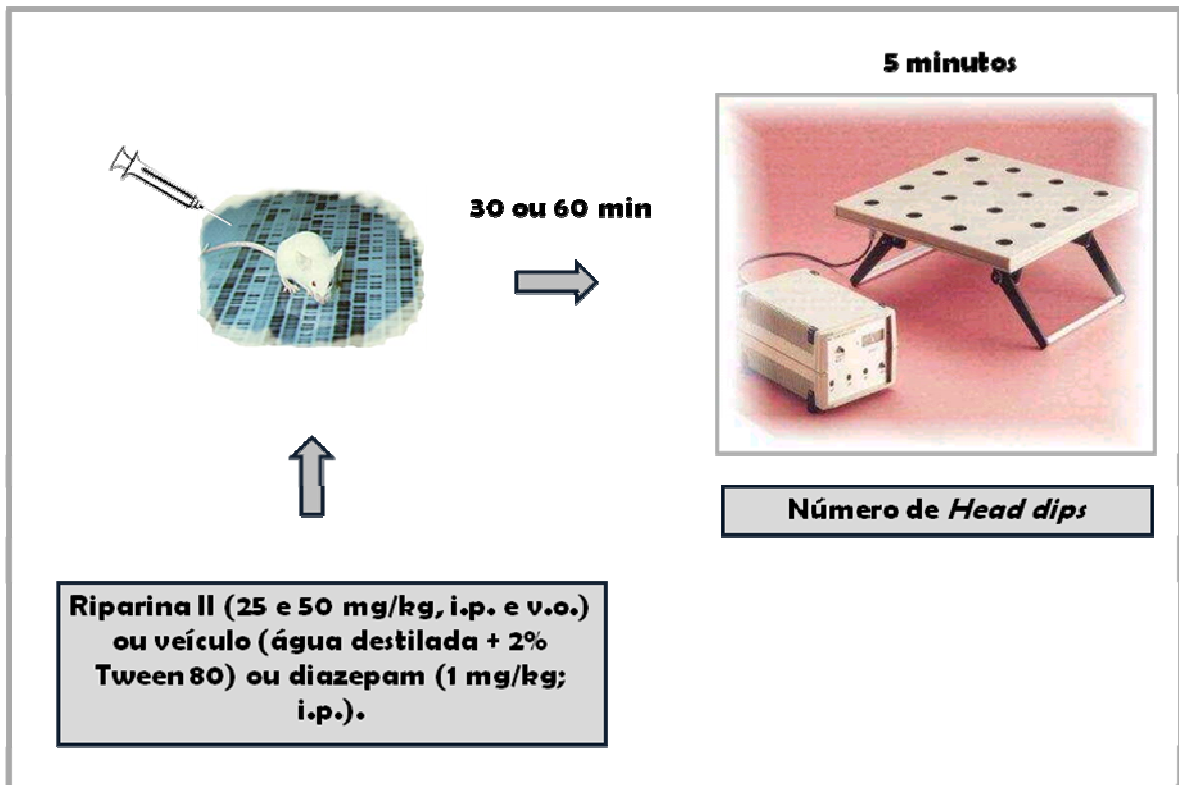 5 minutos
30 ou 60 min
Número de Head dips
Riparina II (25 e 50 mg/kg, i.p. e v.o.)
ou veículo (água destilada + 2%
Tween 80) ou diazepam (1 mg/kg;
i.p.).